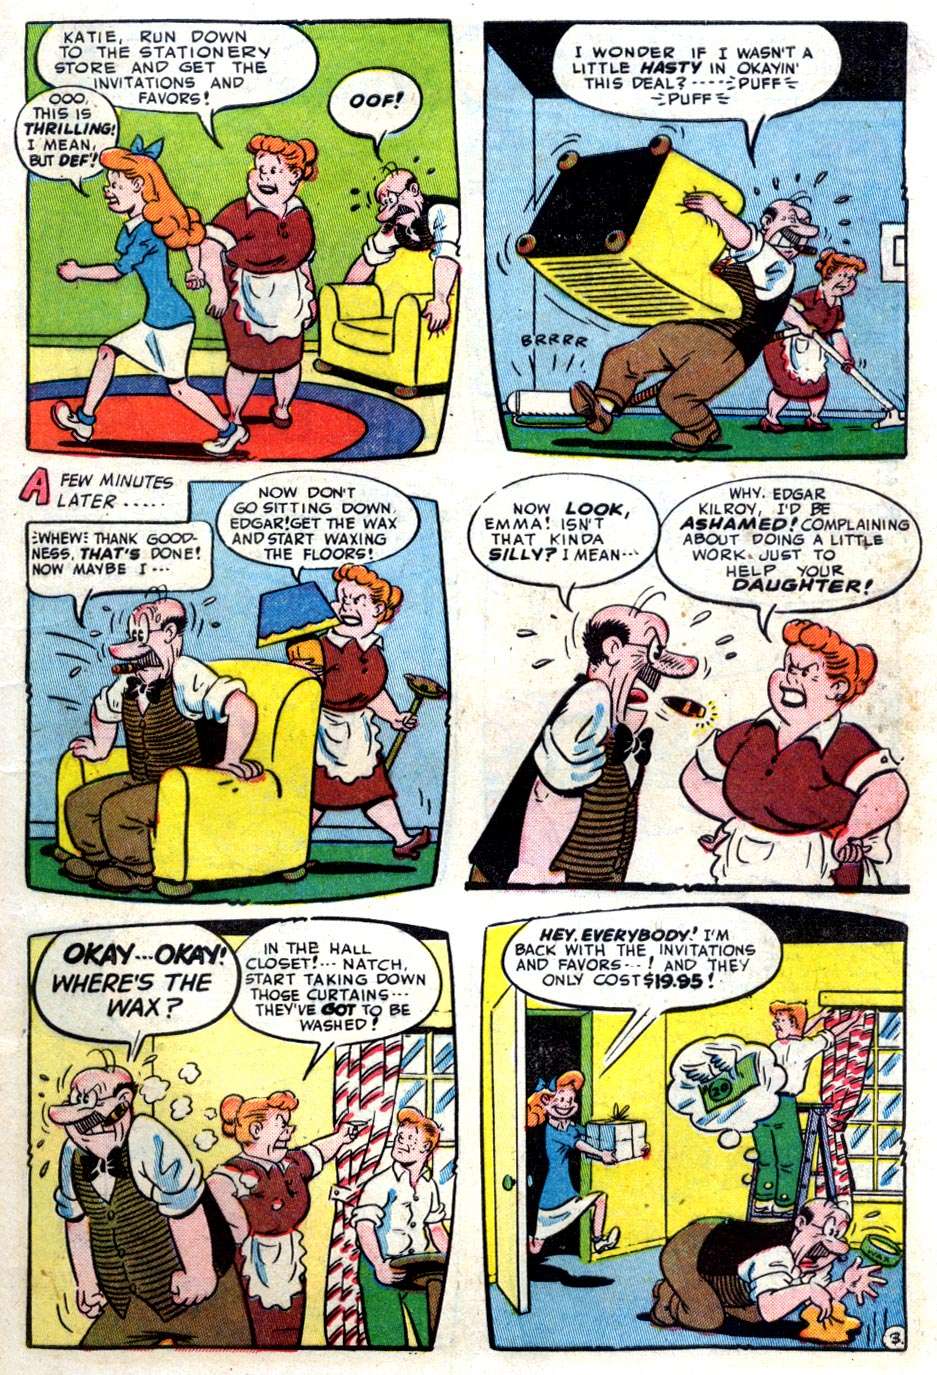 KATIE, RUN DOWN
TO THE STATIONERY
STORE AND GET THE
INVITATIONS AND
FAVORS!
OOO,
THIS IS
THRILLING!
I MEAN,
BUT DEF'!
OOF!
I WONDER IF I WASN'T A
LITTLE HASTY IN OKAYIN'
THIS DEAL?----PUFF
PUFF
BRRRR
A FEW MINUTES
LATER.....
WHEW! THANK GOOD-
NESS, THAT'S DONE!
NOW MAYBE I---
NOW DON'T
GO SITTING DOWN,
EDGAR! GET THE WAX
AND START WAXING
THE FLOORS!
NOW LOOK,
EMMA! ISN'T
THAT KINDA
SILLY? I MEAN---
WHY, EDGAR
KILROY, I'D BE
ASHAMED! COMPLAINING
ABOUT DOING A LITTLE
WORK JUST TO
HELP YOUR
DAUGHTER!
OKAY---OKAY!
WHERE'S THE
WAX?
IN THE HALL
CLOSET!--- NATCH,
START TAKING DOWN
THOSE CURTAINS---
THEY'VE GOT TO BE
WASHED!
HEY, EVERYBODY! I'M
BACK WITH THE INVITATIONS
AND FAVORS---! AND THEY
ONLY COST $19.95!
20
3.